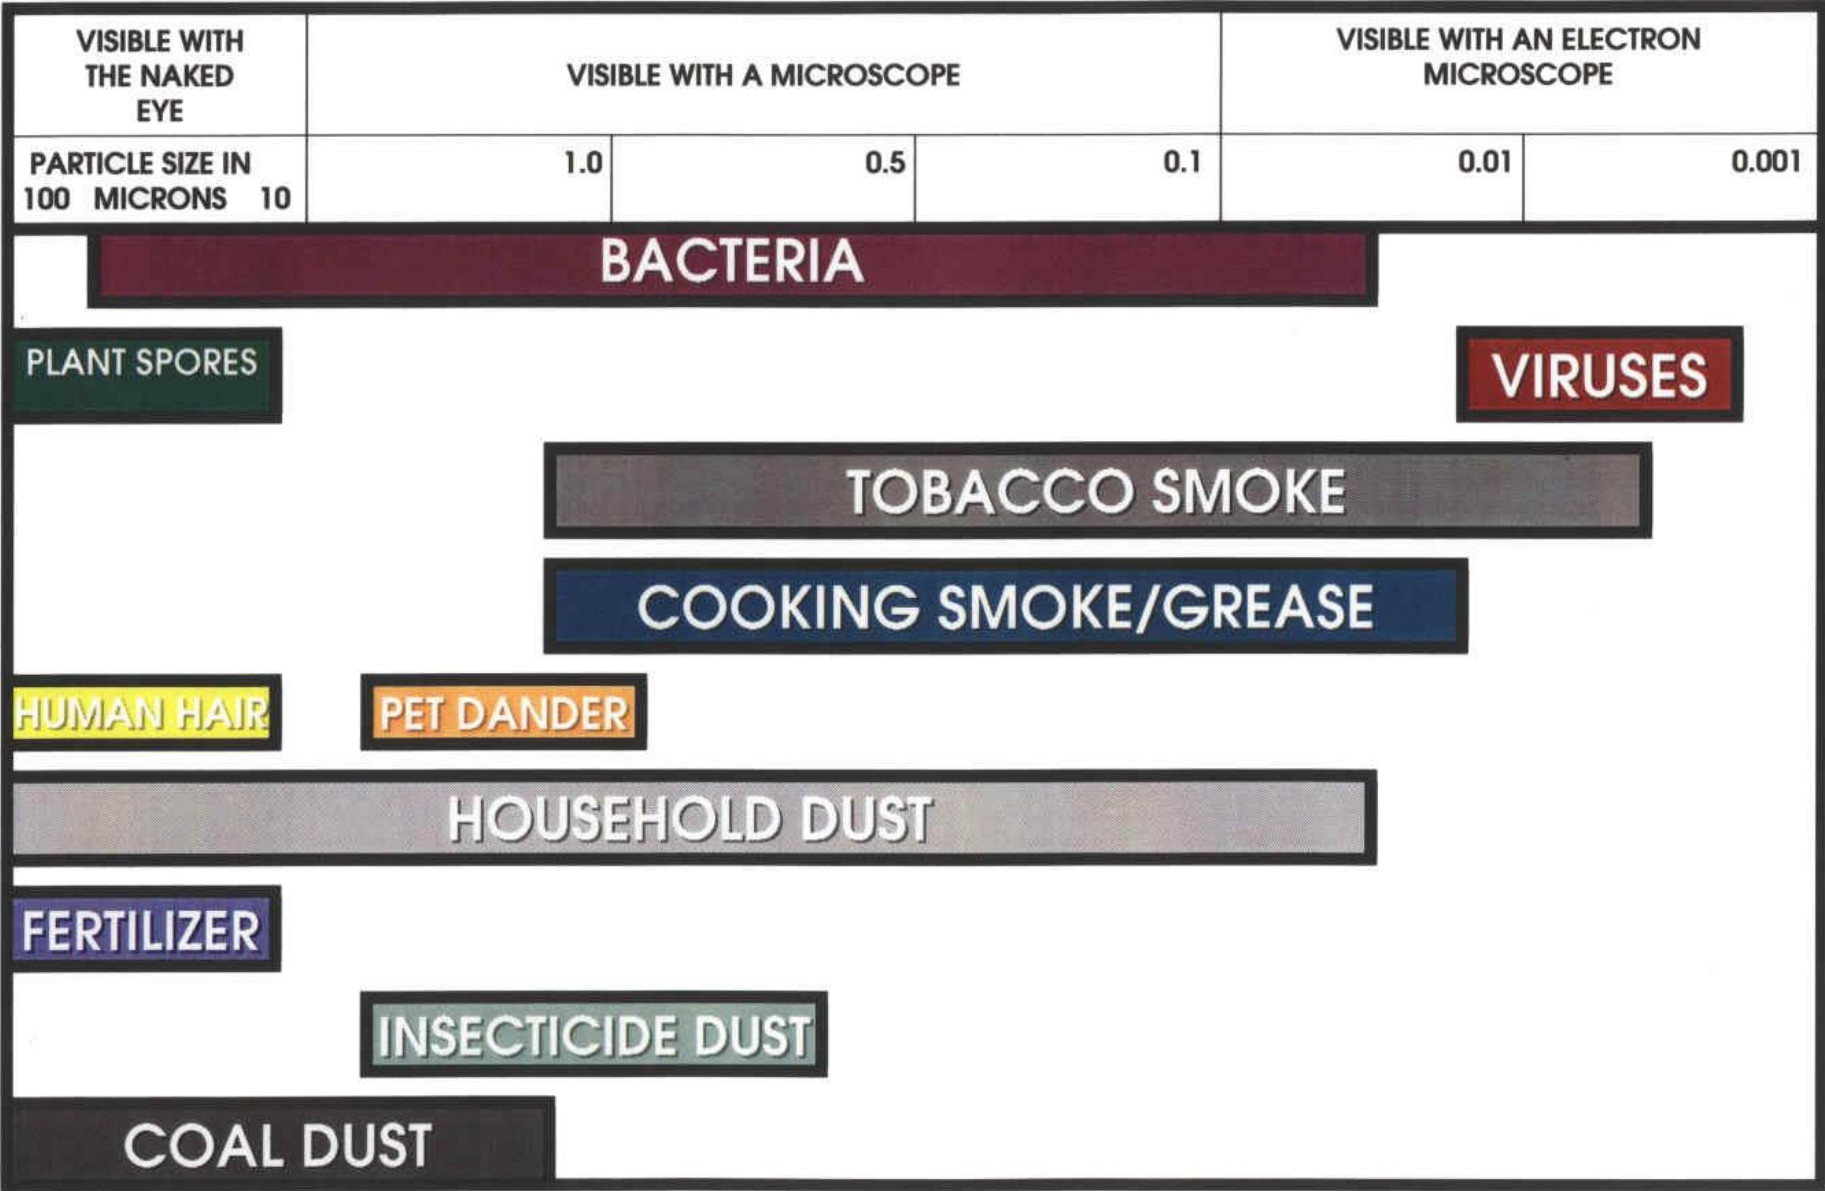 VISIBLE WITH
THE NAKED
EYE
VISIBLE WITH A MICROSCOPE
VISIBLE WITH AN ELECTRON
MICROSCOPE
PARTICLE SIZE IN
100 MICRONS 10
1.0
0.5
0.1
0.01
0.001
BACTERIA
PLANT SPORES
VIRUSES
TOBACCO SMOKE
COOKING SMOKE/GREASE
HUMAN HAIR
PET DANDER
HOUSEHOLD DUST
FERTILIZER
INSECTICIDE DUST
COAL DUST